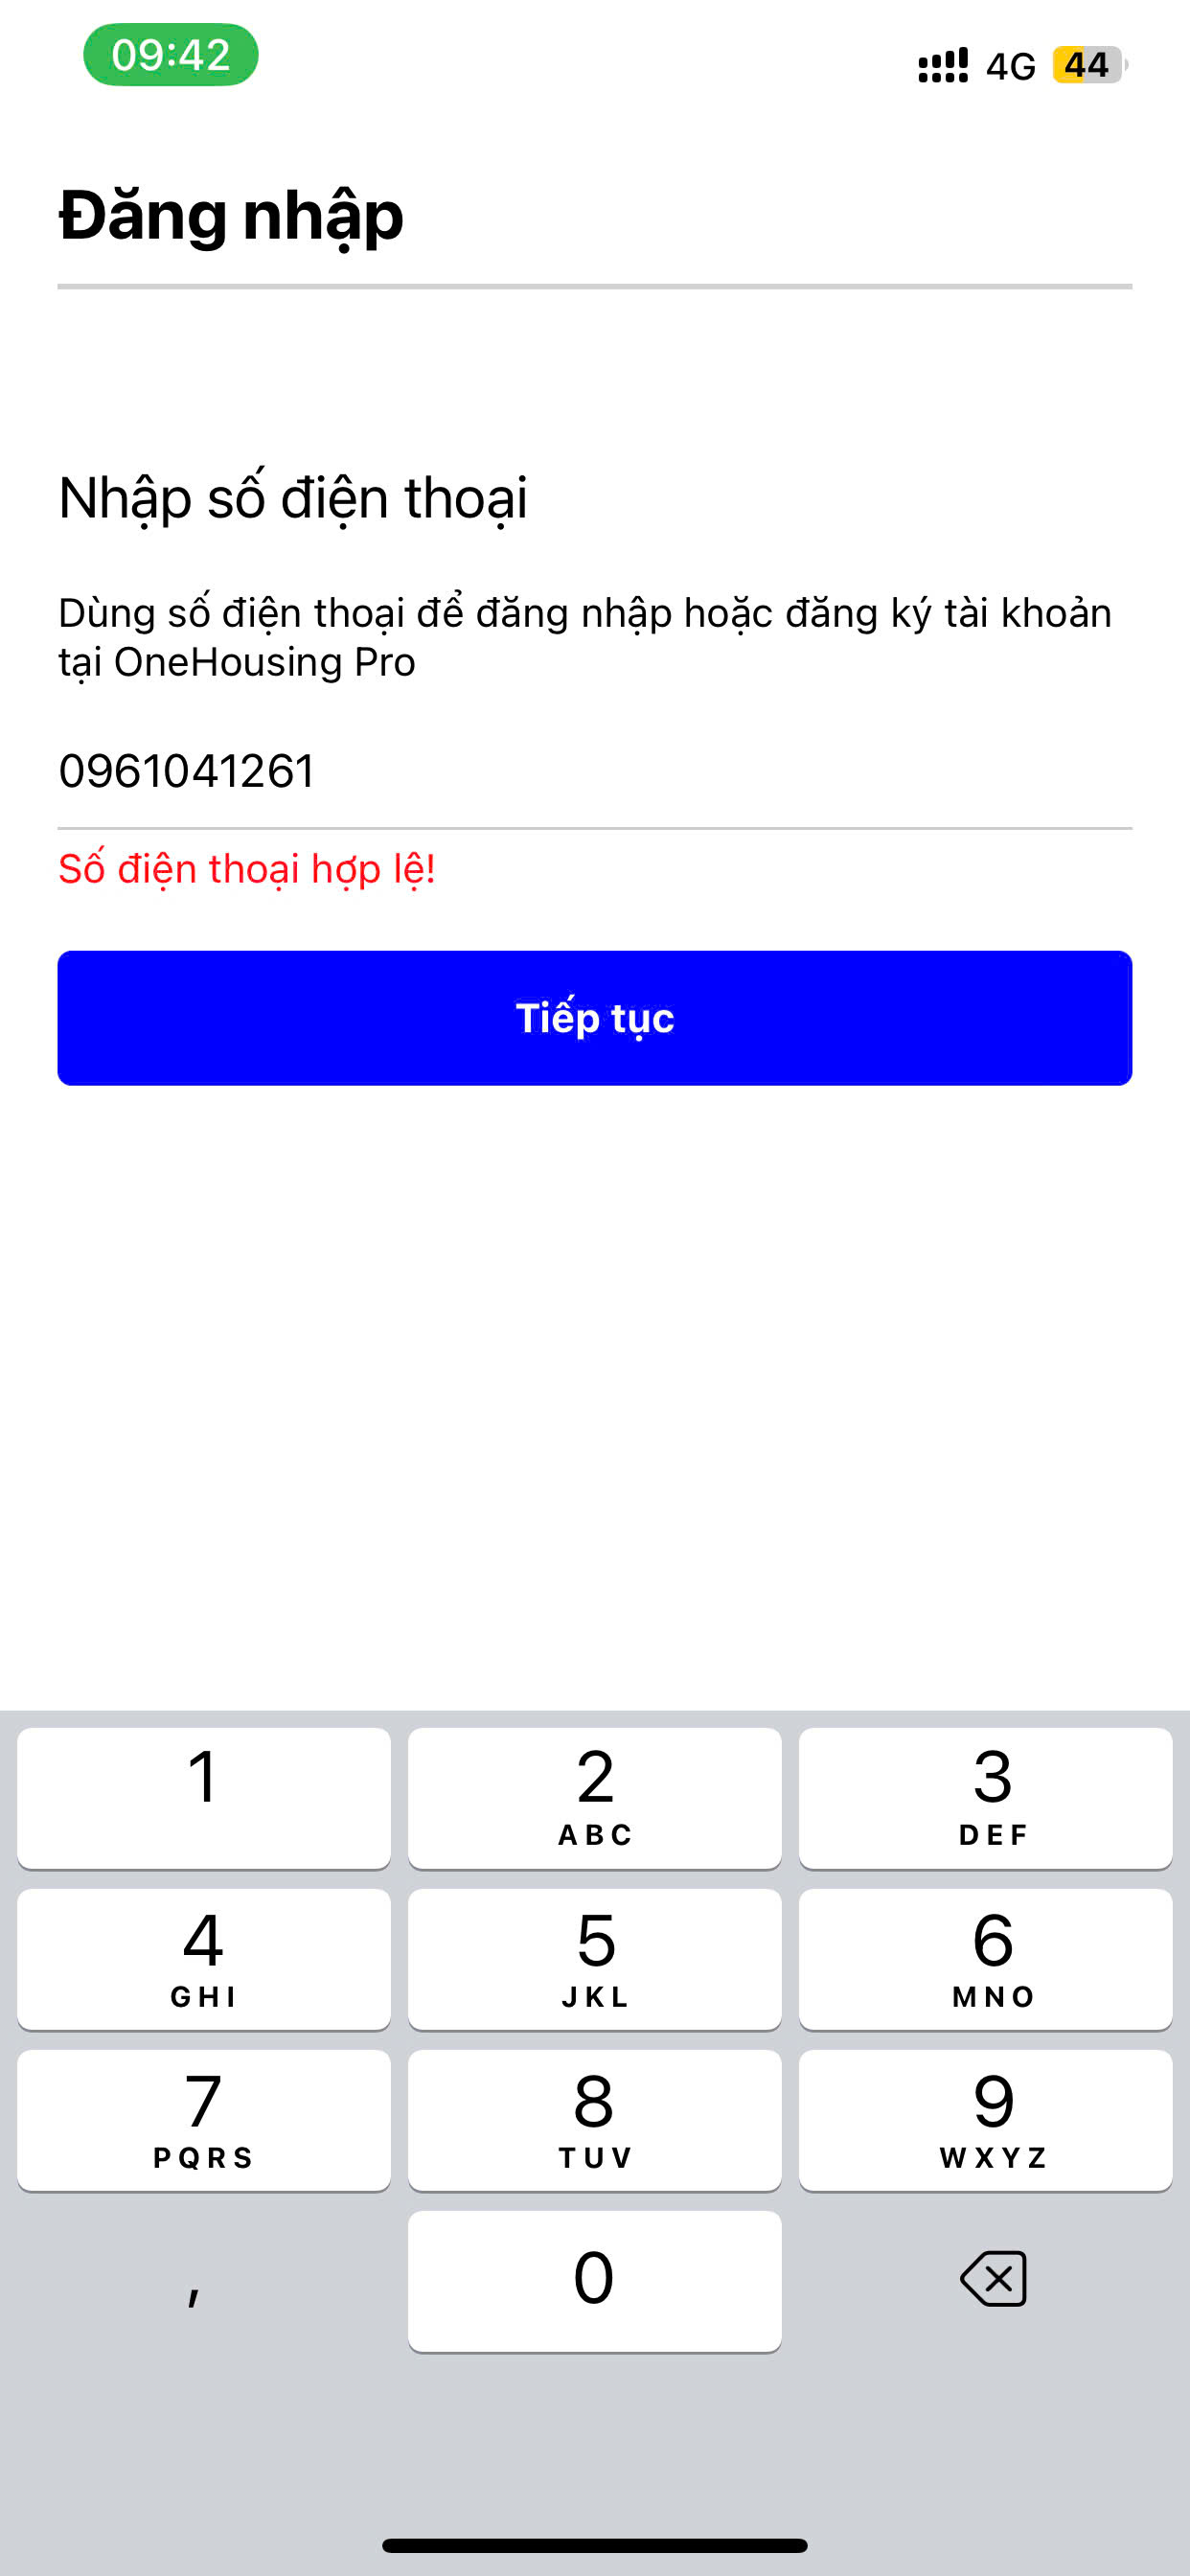 09:42
4G
44
Đăng nhập
Nhập số điện thoại
Dùng số điện thoại để đăng nhập hoặc đăng ký tài khoản
tại OneHousing Pro
0961041261
Số điện thoại hợp lệ!
Tiếp tục
1
2
3
ABC
DEF
4
5
6
GHI
JKL
MNO
7
8
9
PQRS
TUV
WXYZ
,
0